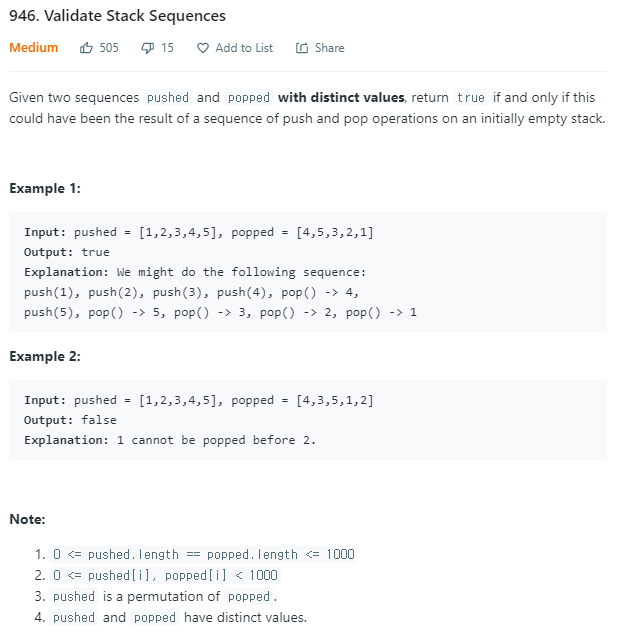 946. Validate Stack Sequences
Medium 505 15 Add to List Share
Given two sequences pushed and popped with distinct values, return true if and only if this
could have been the result of a sequence of push and pop operations on an initially empty stack.
Example 1:
Input: pushed = [1,2,3,4,5], popped = [4,5,3,2,1]
Output: true
Explanation: We might do the following sequence:
push(1), push(2), push(3), push(4), pop() -> 4,
push(5), pop() -> 5, pop() -> 3, pop() -> 2, pop() -> 1
Example 2:
Input: pushed = [1,2,3,4,5], popped = [4,3,5,1,2]
Output: false
Explanation: 1 cannot be popped before 2.
Note:
1. 0 <= pushed.length == popped.length <= 1000
2. 0 <= pushed[i], popped[i] < 1000
3. pushed is a permutation of popped.
4. pushed and popped have distinct values.